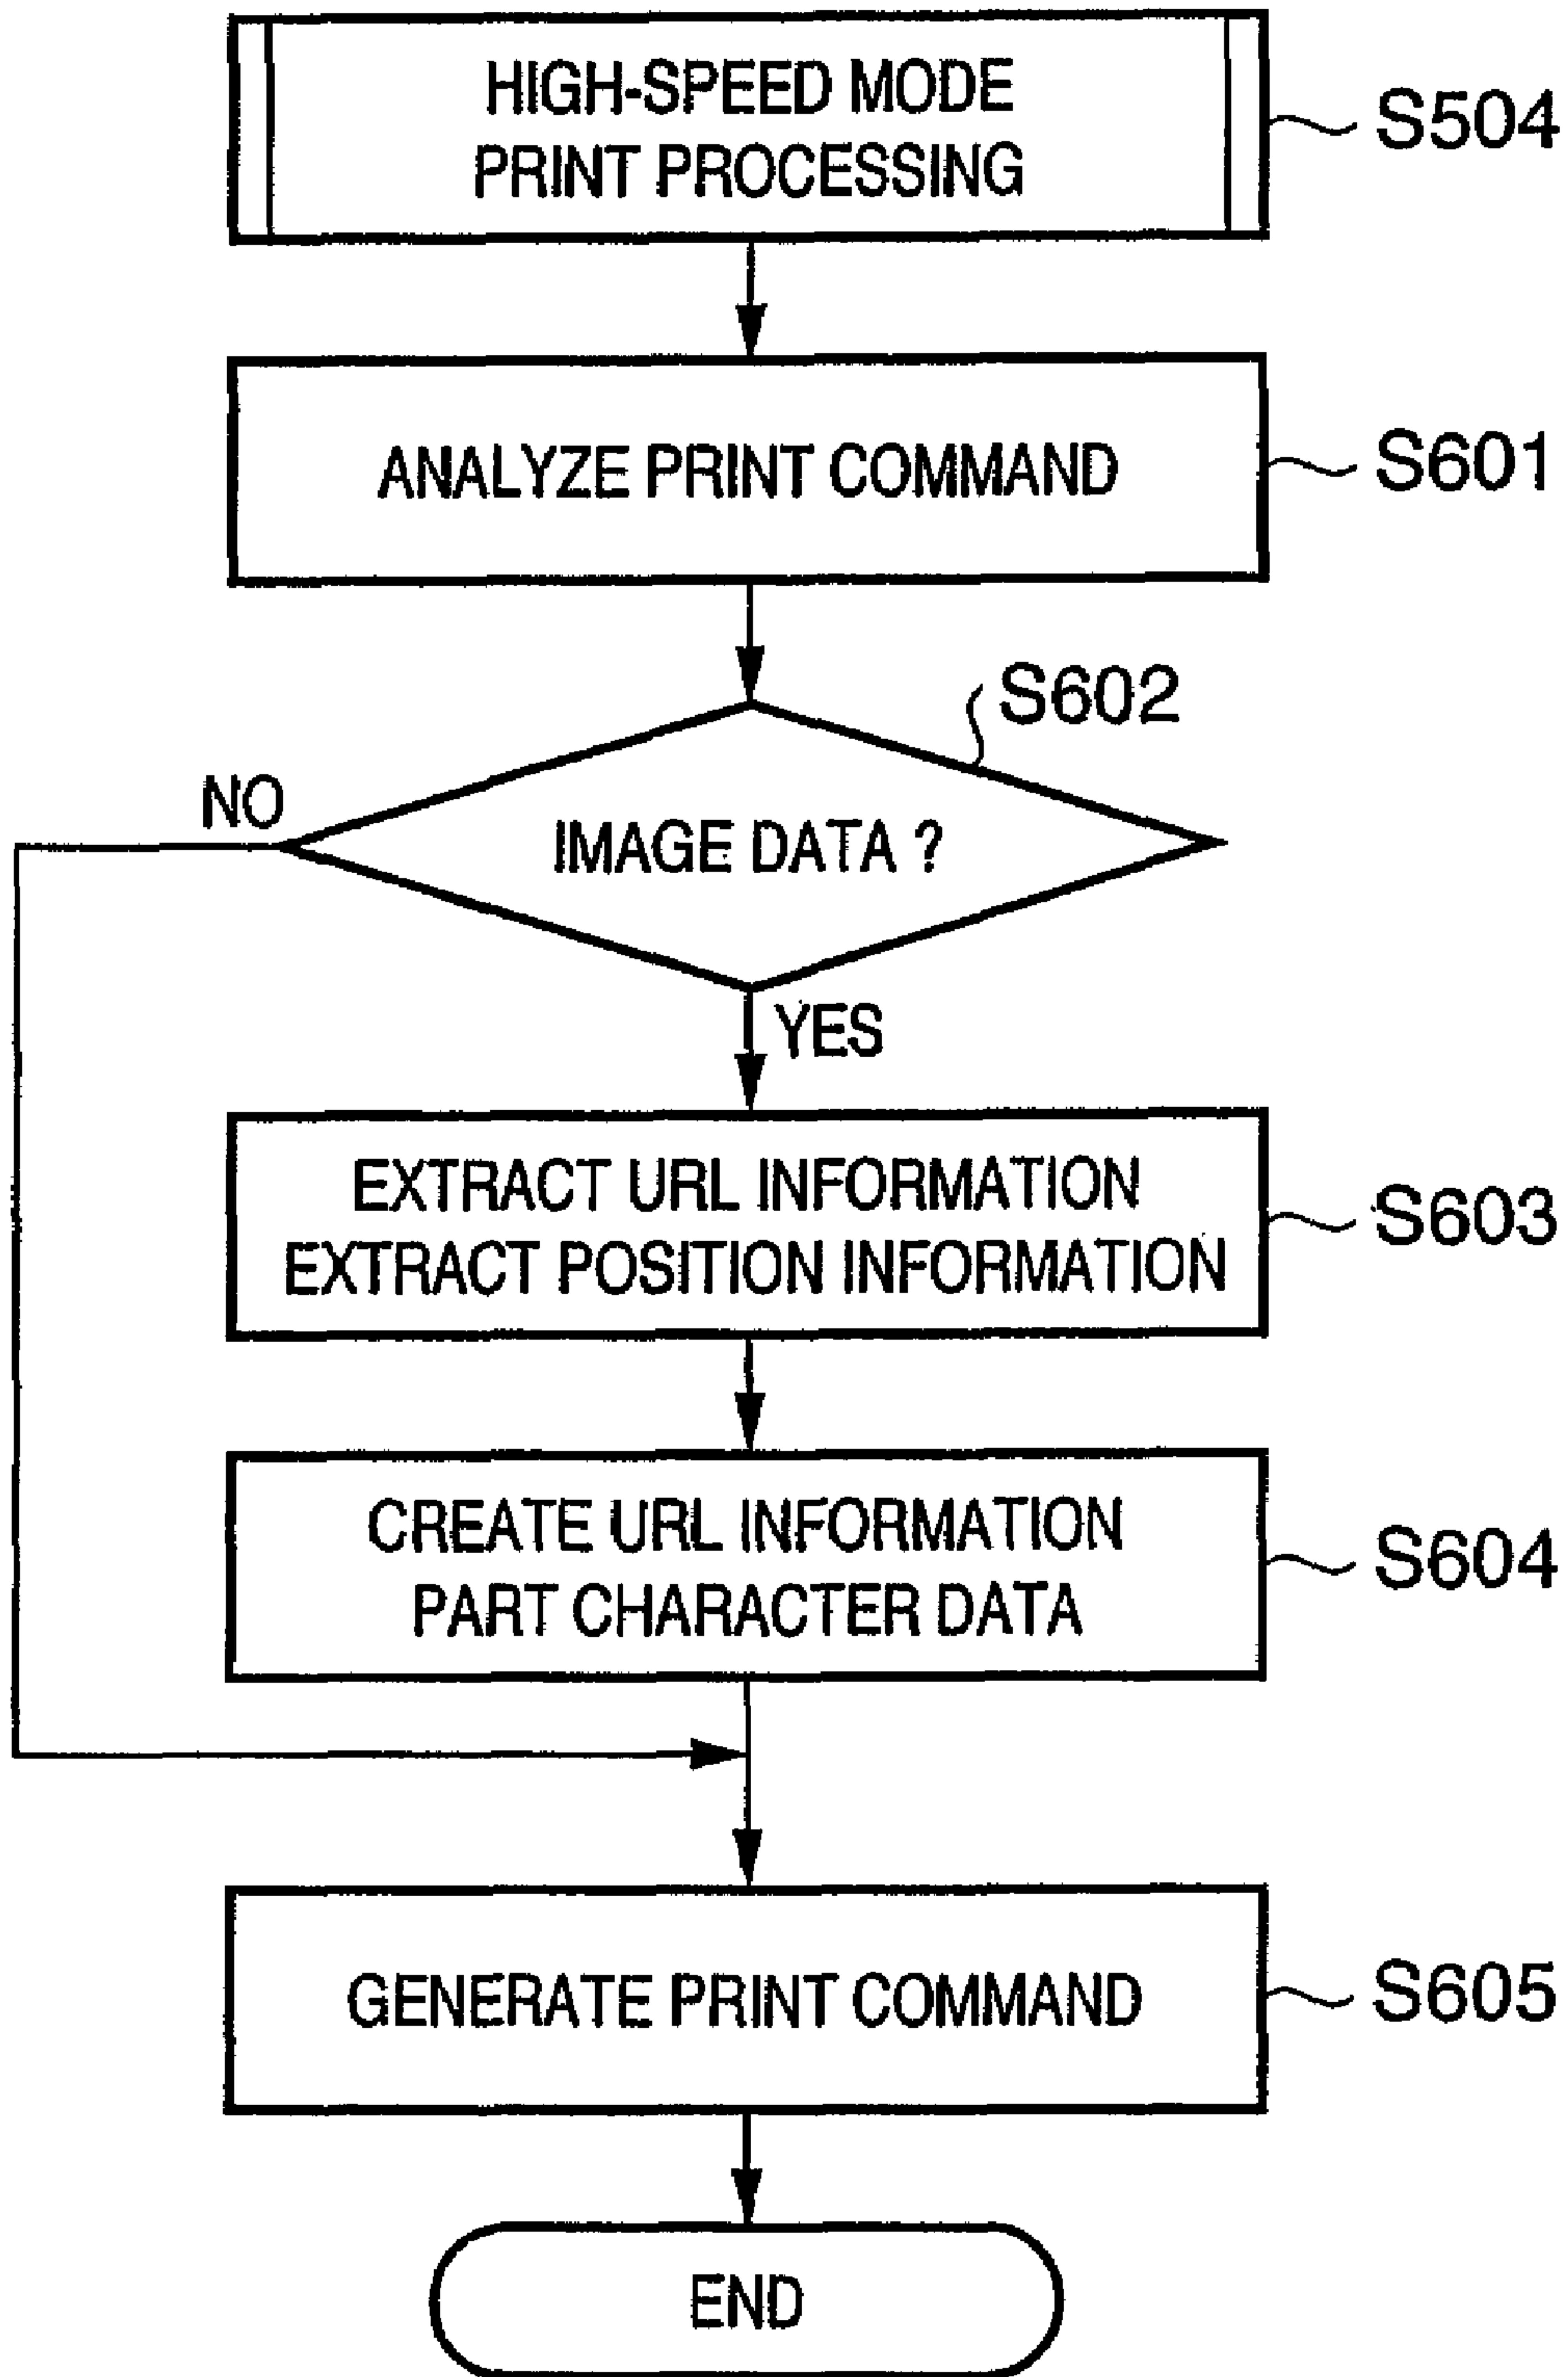 HIGH-SPEED MODE
PRINT PROCESSING
S504
ANALYZE PRINT COMMAND
S601
S602
NO
IMAGE DATA ?
YES
EXTRACT URL INFORMATION
EXTRACT POSITION INFORMATION
S603
CREATE URL INFORMATION
PART CHARACTER DATA
S604
GENERATE PRINT COMMAND
S605
END